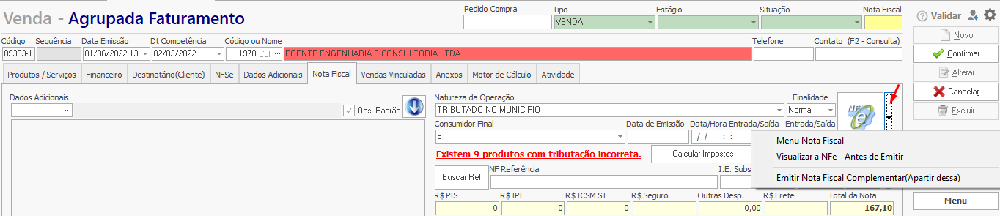 Venda - Agrupada Faturamento
Pedido Compra Tipo Estágio Situação Nota Fiscal
VENDA
Validar
Novo
Código Sequência Data Emissão Dt Competência Código ou Nome Telefone Contato (F2 - Consulta)
89333-1 01/06/2022 13: 02/03/2022 1978 CLI ... POENTE ENGENHARIA E CONSULTORIA LTDA
Confirmar
Alterar
Produtos / Serviços Financeiro Destinatário(Cliente) NFSe Dados Adicionais Nota Fiscal Vendas Vinculadas Anexos Motor de Cálculo Atividade
Cancelar
Excluir
Dados Adicionais
... Obs. Padrão
Natureza da Operação Finalidade
TRIBUTADO NO MUNICÍPIO Normal
NF-e
Consumidor Final Data de Emissão Data/Hora Entrada/Saída Entrada/Saída
S / / : :
Menu Nota Fiscal
Visualizar a NFe - Antes de Emitir
Emitir Nota Fiscal Complementar(Apartir dessa)
Existem 9 produtos com tributação incorreta. Calcular Impostos
Buscar Ref NF Referência I.E. Subs
R$ PIS R$ IPI R$ ICSM ST R$ Seguro Outras Desp. R$ Frete Total da Nota
0 0 0 0,00 167,10
Menu